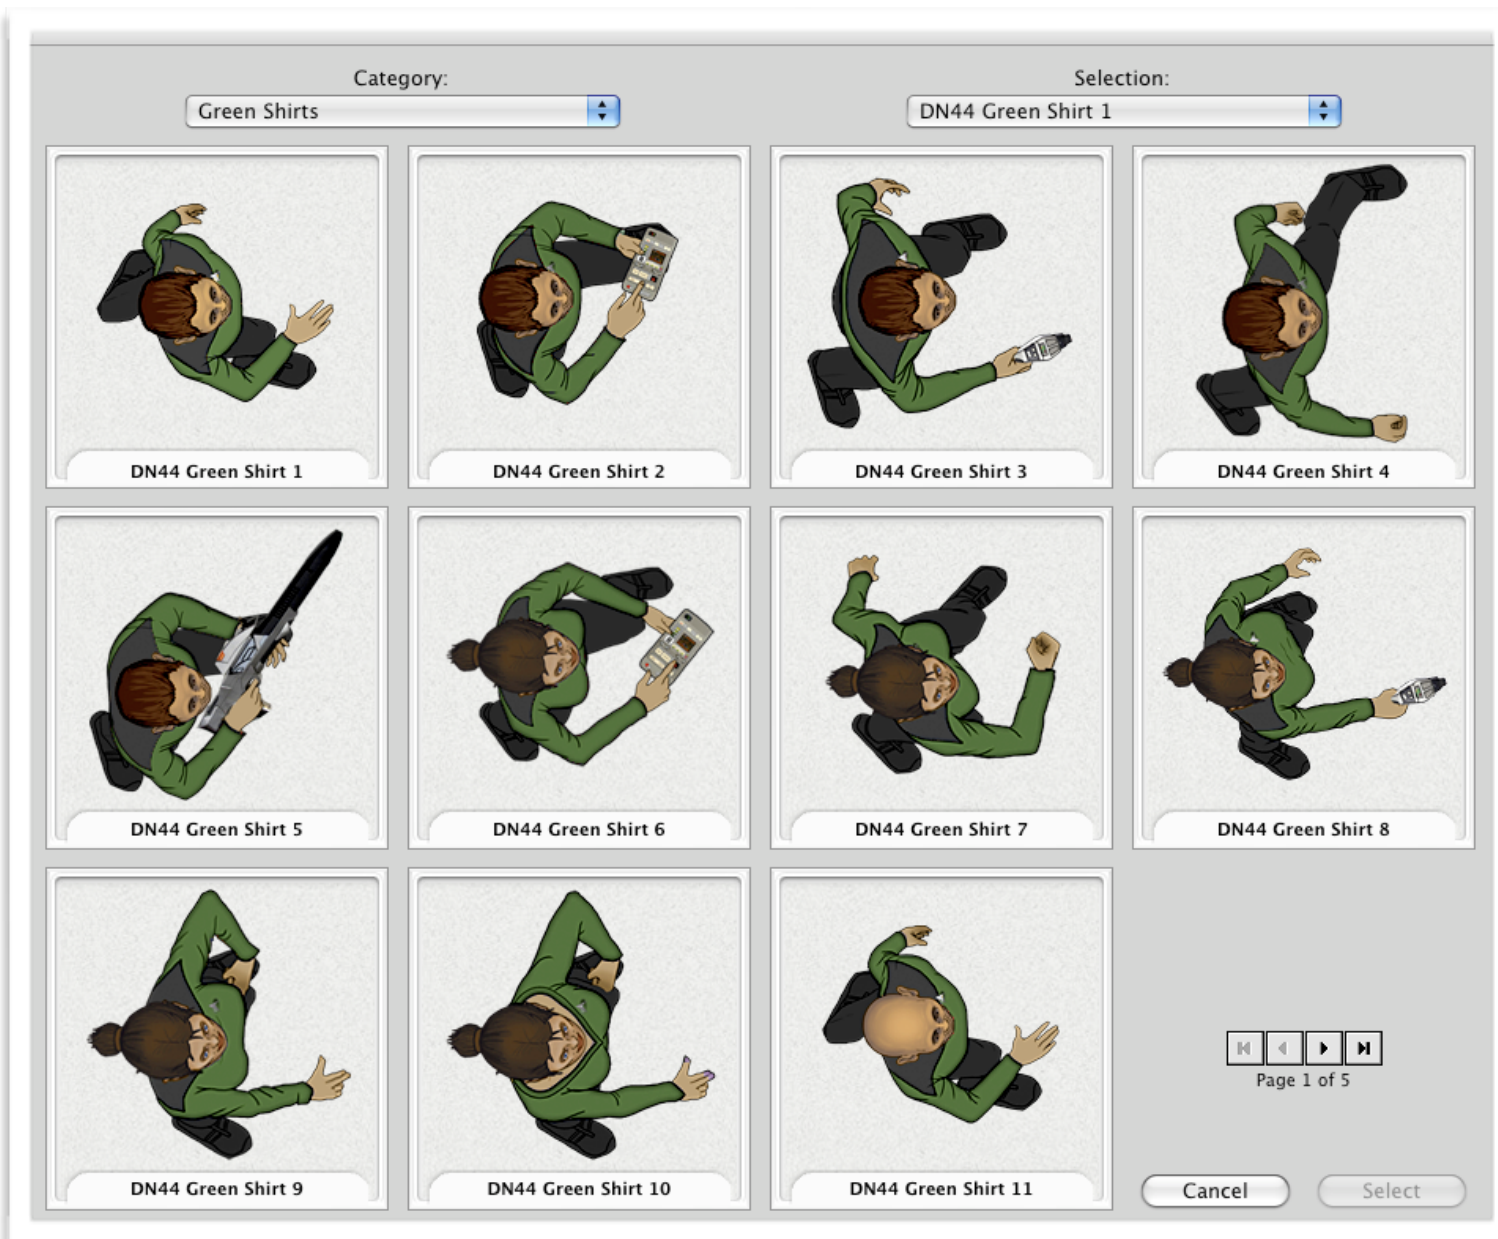 Category:
Selection:
Green Shirts
DN44 Green Shirt 1
DN44 Green Shirt 1
DN44 Green Shirt 2
DN44 Green Shirt 3
DN44 Green Shirt 4
DN44 Green Shirt 5
DN44 Green Shirt 6
DN44 Green Shirt 7
DN44 Green Shirt 8
DN44 Green Shirt 9
DN44 Green Shirt 10
DN44 Green Shirt 11
Page 1 of 5
Cancel
Select